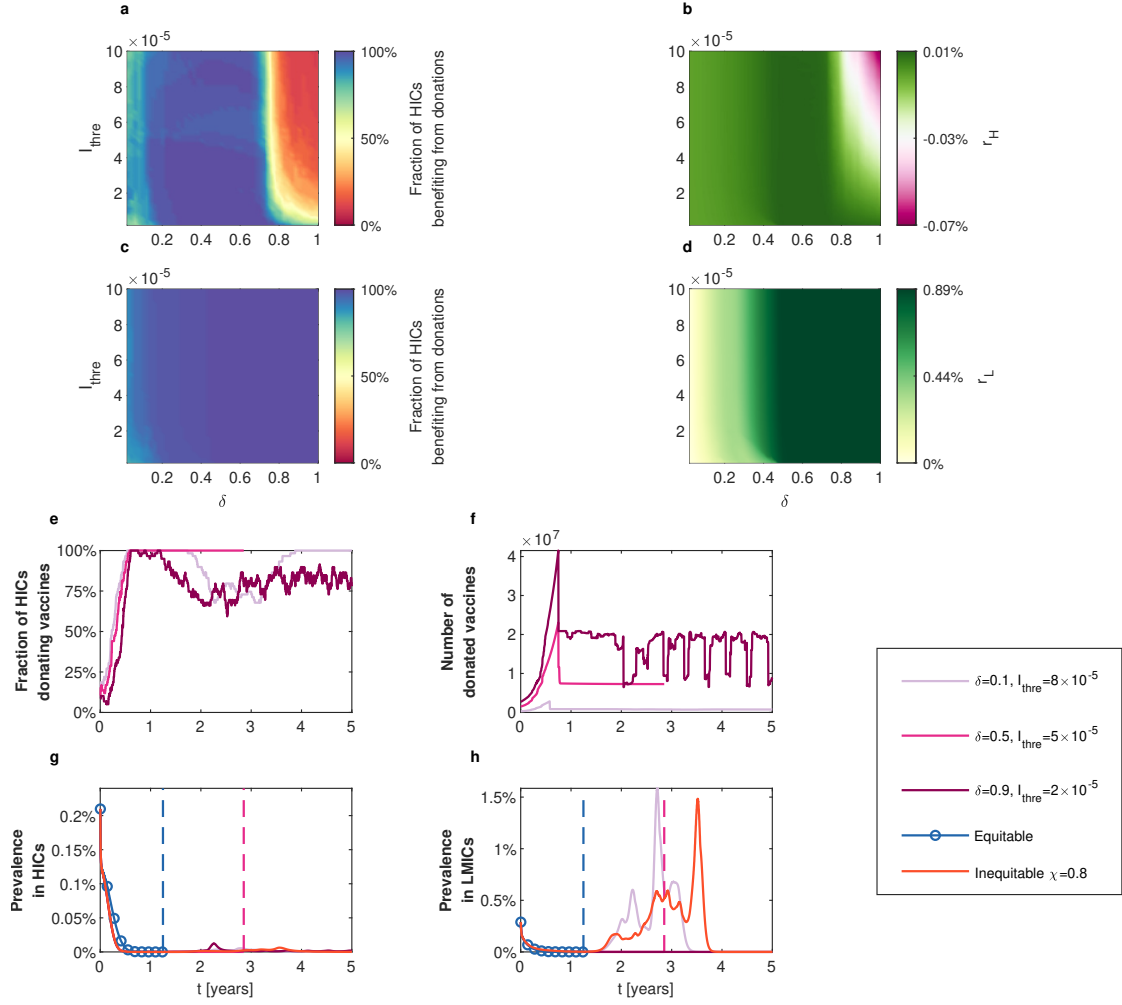 a
× 10⁻⁵
10
8
6
4
2
I_thre
0.2 0.4 0.6 0.8 1
100%
50%
0%
Fraction of HICs
benefiting from donations
b
× 10⁻⁵
10
8
6
4
2
0.2 0.4 0.6 0.8 1
0.01%
-0.03%
-0.07%
r_H
c
× 10⁻⁵
10
8
6
4
2
I_thre
0.2 0.4 0.6 0.8 1
δ
100%
50%
0%
Fraction of HICs
benefiting from donations
d
× 10⁻⁵
10
8
6
4
2
0.2 0.4 0.6 0.8 1
δ
0.89%
0.44%
0%
r_L
e
100%
75%
50%
25%
0%
Fraction of HICs
donating vaccines
0 1 2 3 4 5
f
× 10⁷
4
3
2
1
0
Number of
donated vaccines
0 1 2 3 4 5
g
0.2%
0.15%
0.1%
0.05%
0%
Prevalence
in HICs
0 1 2 3 4 5
t [years]
h
1.5%
1%
0.5%
0%
Prevalence
in LMICs
0 1 2 3 4 5
t [years]
δ=0.1, I_thre=8×10⁻⁵
δ=0.5, I_thre=5×10⁻⁵
δ=0.9, I_thre=2×10⁻⁵
Equitable
Inequitable χ=0.8